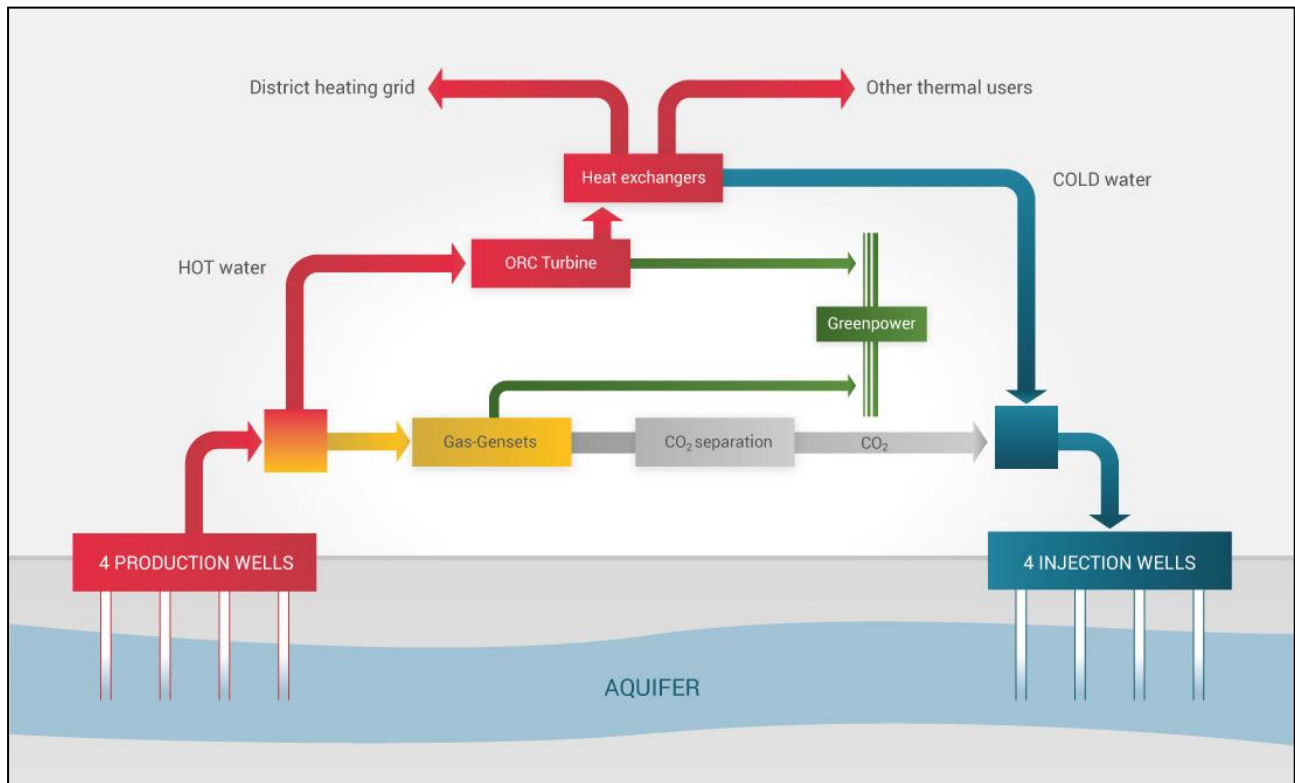 District heating grid
Other thermal users
Heat exchangers
COLD water
HOT water
ORC Turbine
Greenpower
Gas-Gensets
CO₂ separation
CO₂
4 PRODUCTION WELLS
4 INJECTION WELLS
AQUIFER